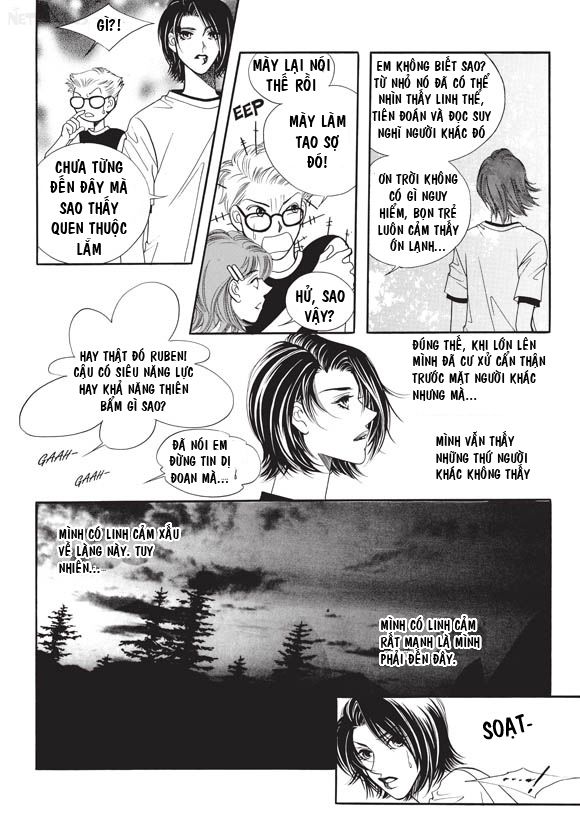 GÌ?!
CHƯA TỪNG
ĐẾN ĐÂY MÀ
SAO THẤY
QUEN THUỘC
LẮM
MÀY LẠI NÓI
THẾ RỒI
MÀY LÀM
TAO SỢ
ĐÓ!
EEP
HỬ, SAO
VẬY?
EM KHÔNG BIẾT SAO?
TỪ NHỎ NÓ ĐÃ CÓ THỂ
NHÌN THẤY LINH THỂ,
TIÊN ĐOÁN VÀ ĐỌC SUY
NGHĨ NGƯỜI KHÁC ĐÓ
ƠN TRỜI KHÔNG
CÓ GÌ NGUY
HIỂM, BỌN TRẺ
LUÔN CẢM THẤY
ỚN LẠNH...
HAY THẬT ĐÓ RUBEN!
CẬU CÓ SIÊU NĂNG LỰC
HAY KHẢ NĂNG THIÊN
BẨM GÌ SAO?
GAAH-
GAAH-
ĐÃ NÓI EM
ĐỪNG TIN DỊ
ĐOAN MÀ...
ĐÚNG THẾ, KHI LỚN LÊN
MÌNH ĐÃ CƯ XỬ CẨN THẬN
TRƯỚC MẶT NGƯỜI KHÁC
NHƯNG MÀ...
MÌNH VẪN THẤY
NHỮNG THỨ NGƯỜI
KHÁC KHÔNG THẤY
MÌNH CÓ LINH CẢM XẤU
VỀ LÀNG NÀY. TUY
NHIÊN...
MÌNH CÓ LINH CẢM
RẤT MẠNH LÀ MÌNH
PHẢI ĐẾN ĐÂY.
SOẠT-
......!